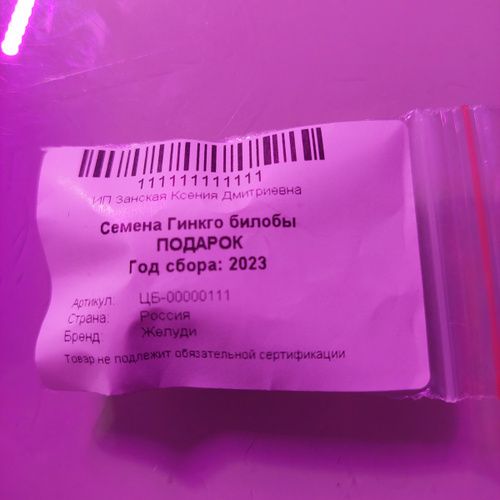 111111111111
ИП Занская Ксения Дмитриевна
Семена Гинкго билобы
ПОДАРОК
Год сбора: 2023
Артикул: ЦБ-00000111
Страна: Россия
Бренд: Желуди
Товар не подлежит обязательной сертификации